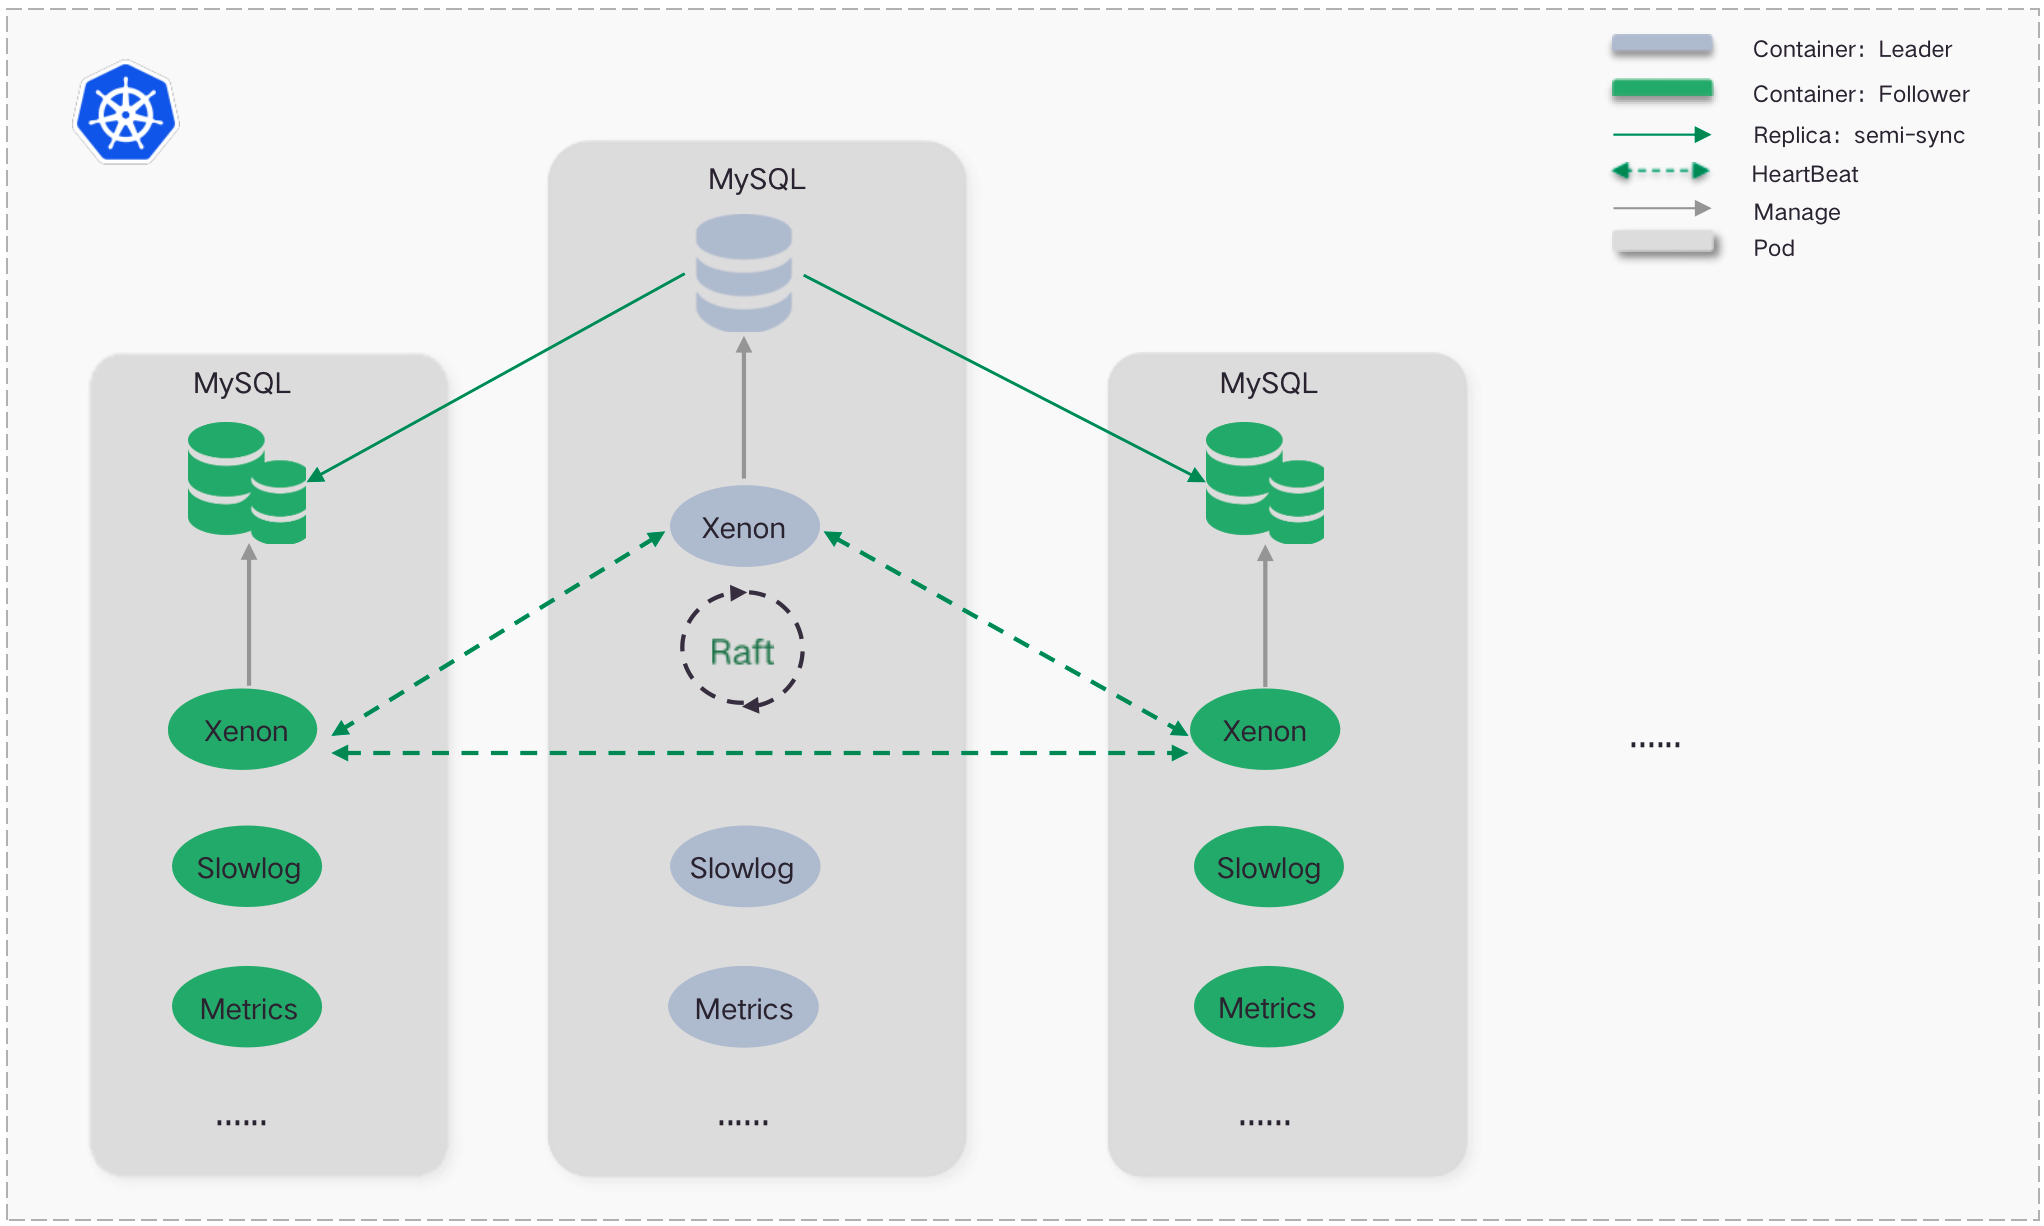 Container: Leader
Container: Follower
Replica: semi-sync
HeartBeat
Manage
Pod
MySQL
MySQL
MySQL
Xenon
Raft
Xenon
Xenon
......
Slowlog
Slowlog
Slowlog
Metrics
Metrics
Metrics
......
......
......